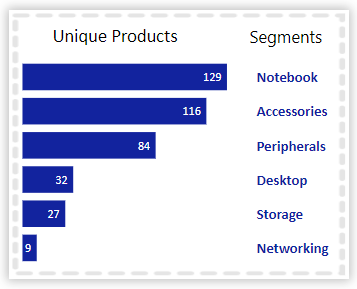 Unique Products Segments
129 Notebook
116 Accessories
84 Peripherals
32 Desktop
27 Storage
9 Networking